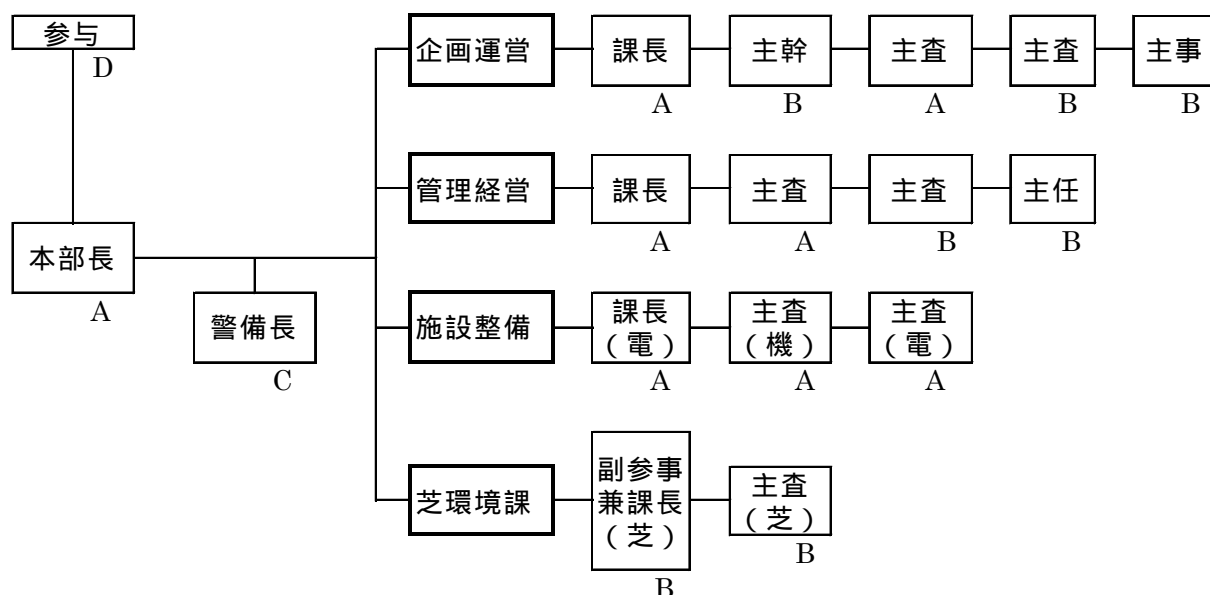 参与
D
本部長
A
警備長
C
企画運営
課長
A
主幹
B
主査
A
主査
B
主事
B
管理経営
課長
A
主査
A
主査
B
主任
B
施設整備
課長
(電)
A
主査
(機)
A
主査
(電)
A
芝環境課
副参事
兼課長
(芝)
B
主査
(芝)
B